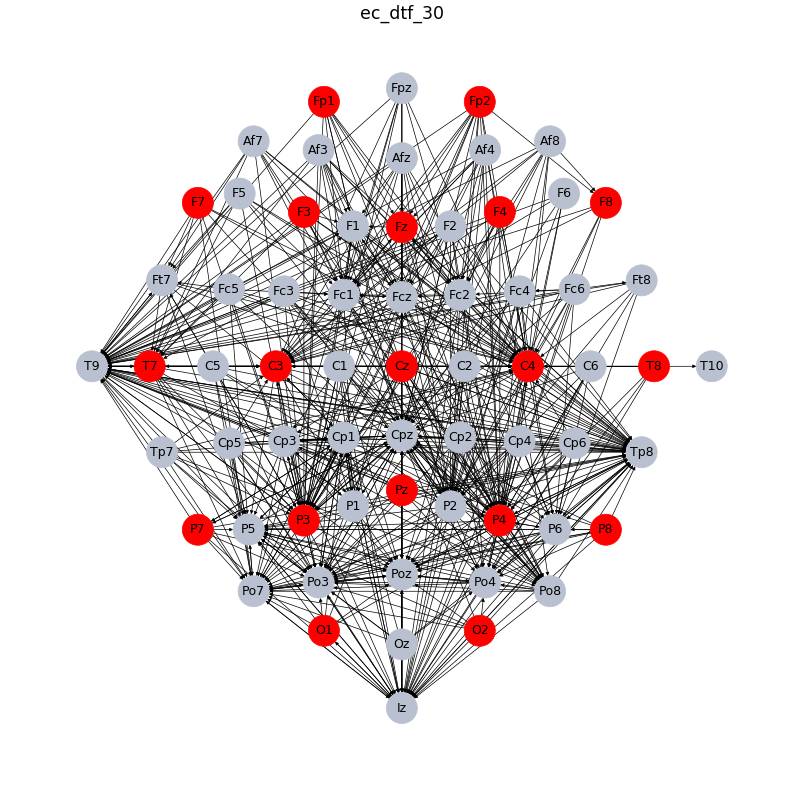 ec_dtf_30
Fpz
Fp1 Fp2
Af7 Af3 Afz Af4 Af8
F7 F5 F3 F1 Fz F2 F4 F6 F8
Ft7 Fc5 Fc3 Fc1 Fcz Fc2 Fc4 Fc6 Ft8
T9 T7 C5 C3 C1 Cz C2 C4 C6 T8 T10
Tp7 Cp5 Cp3 Cp1 Cpz Cp2 Cp4 Cp6 Tp8
P7 P5 P3 P1 Pz P2 P4 P6 P8
Po7 Po3 Poz Po4 Po8
O1 Oz O2
Iz